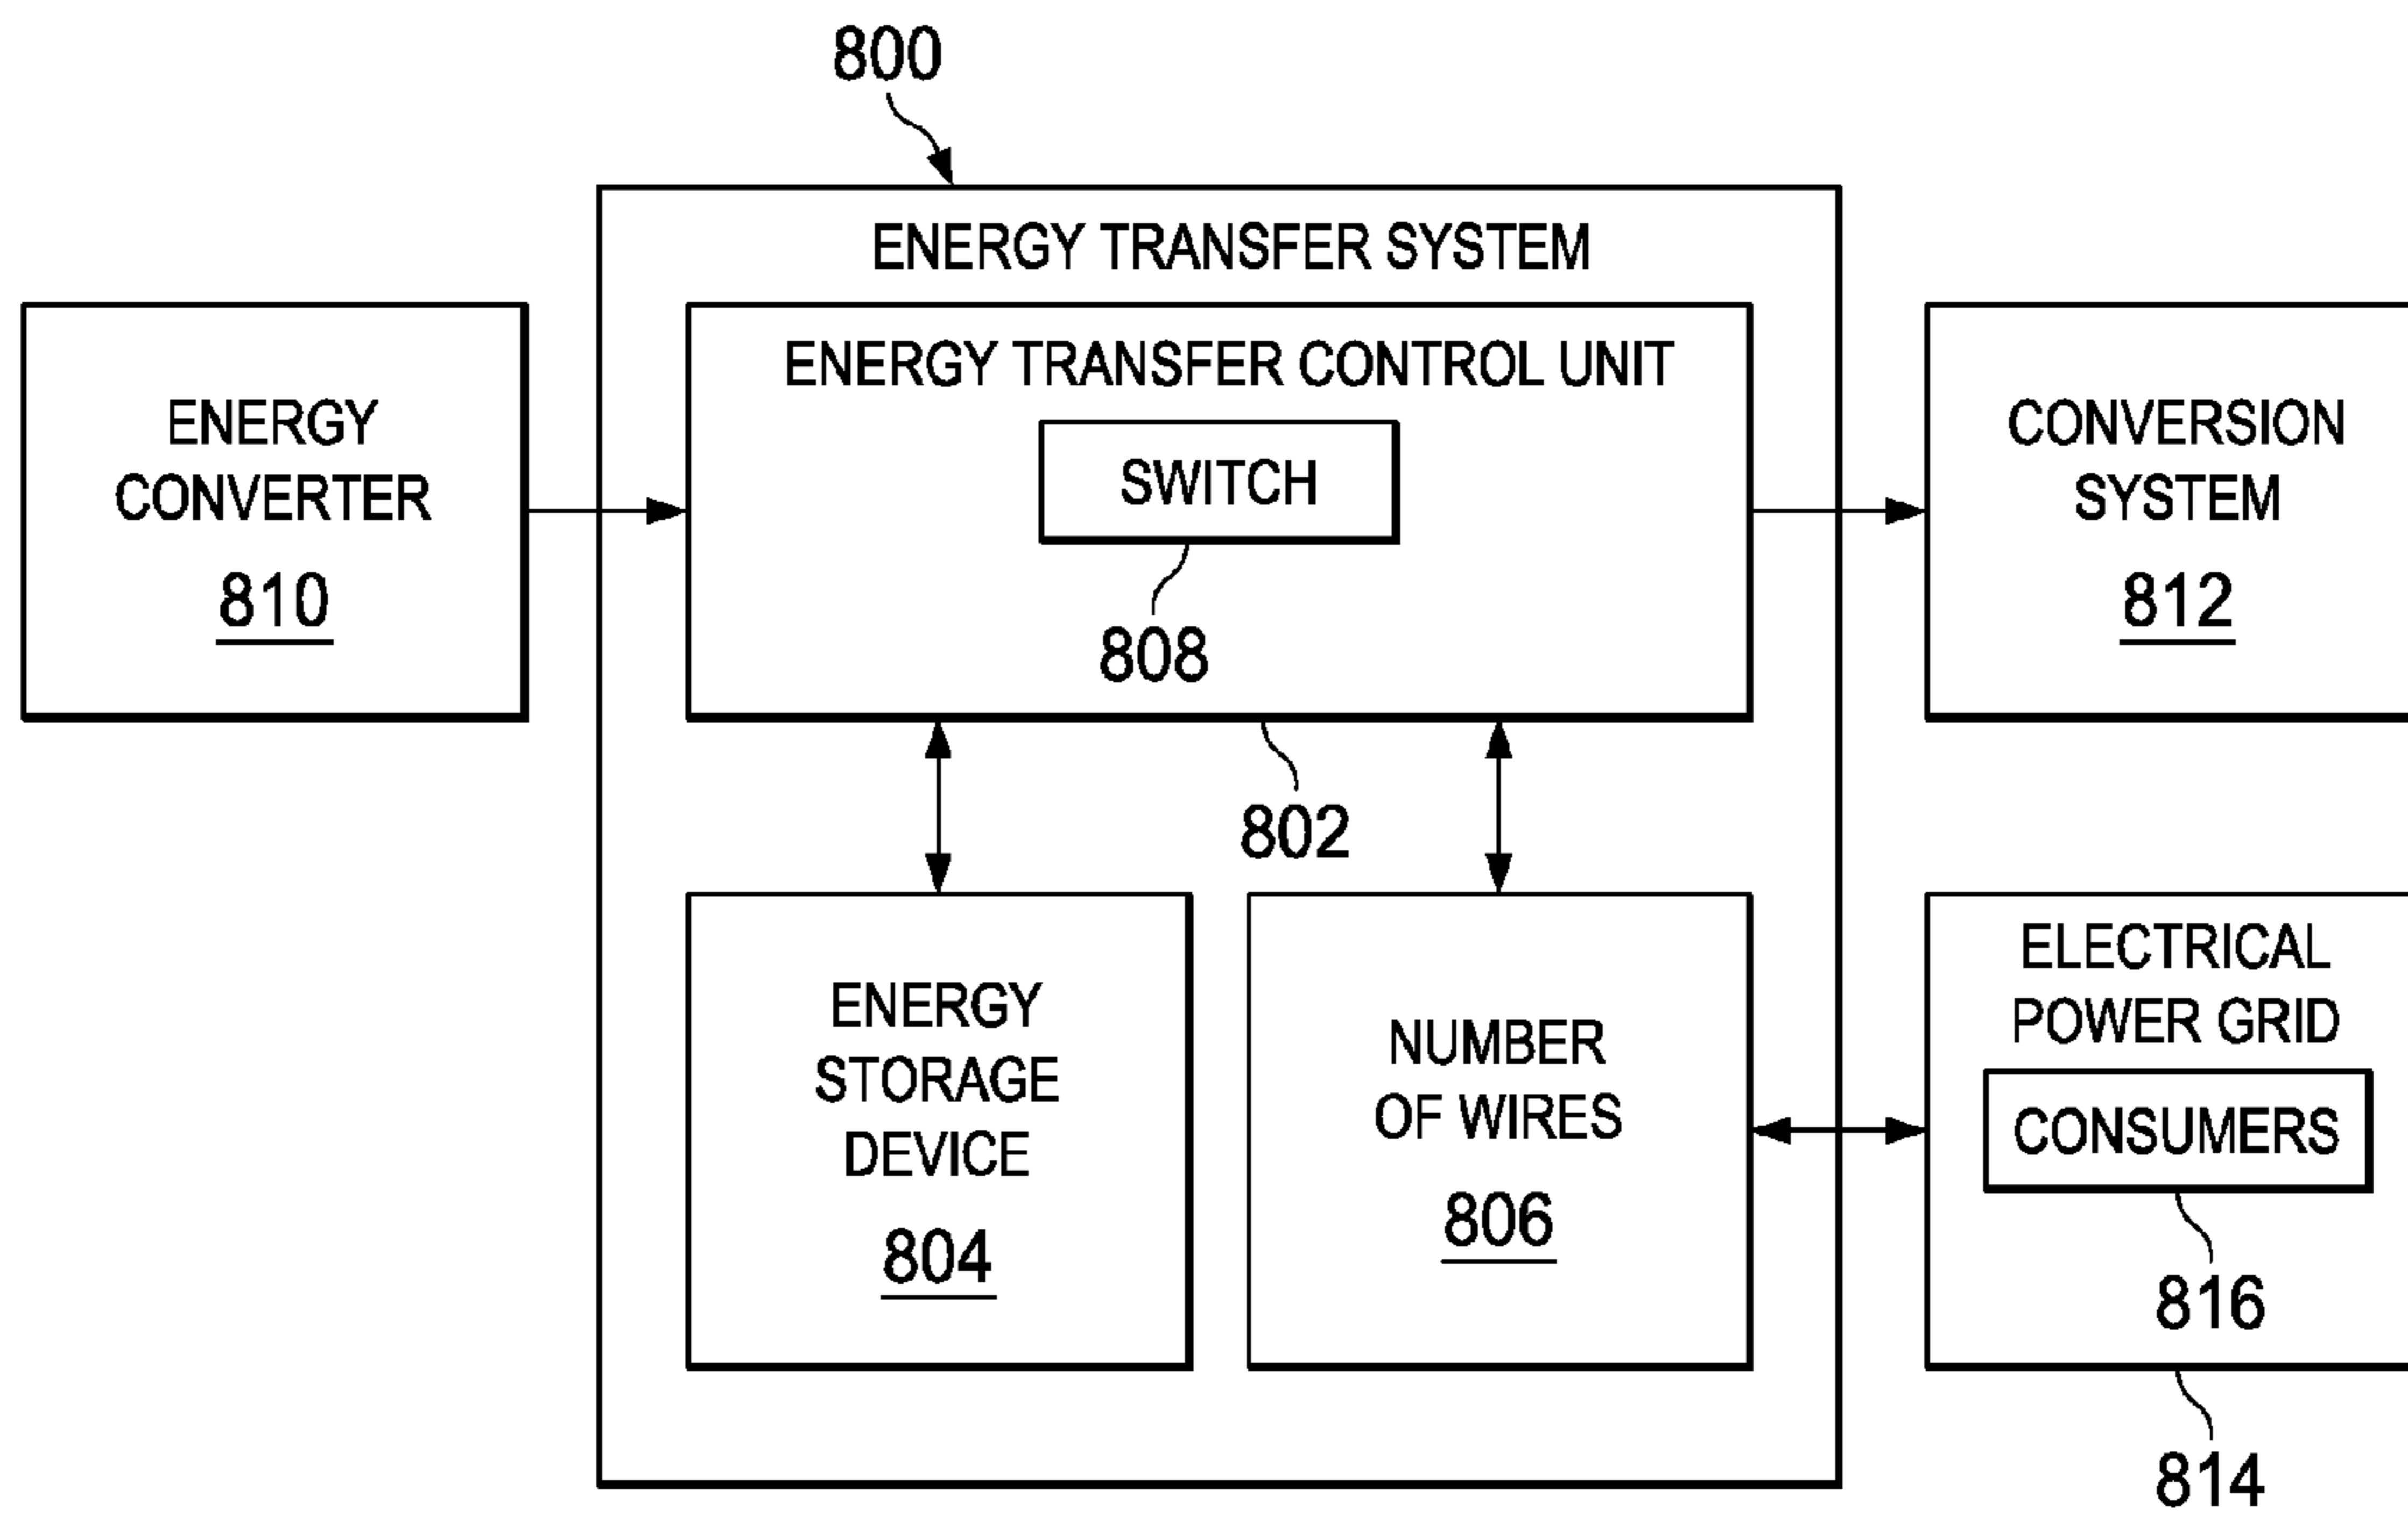 800
ENERGY TRANSFER SYSTEM
ENERGY TRANSFER CONTROL UNIT
SWITCH
808
802
ENERGY
CONVERTER
810
CONVERSION
SYSTEM
812
ENERGY
STORAGE
DEVICE
804
NUMBER
OF WIRES
806
ELECTRICAL
POWER GRID
CONSUMERS
816
814